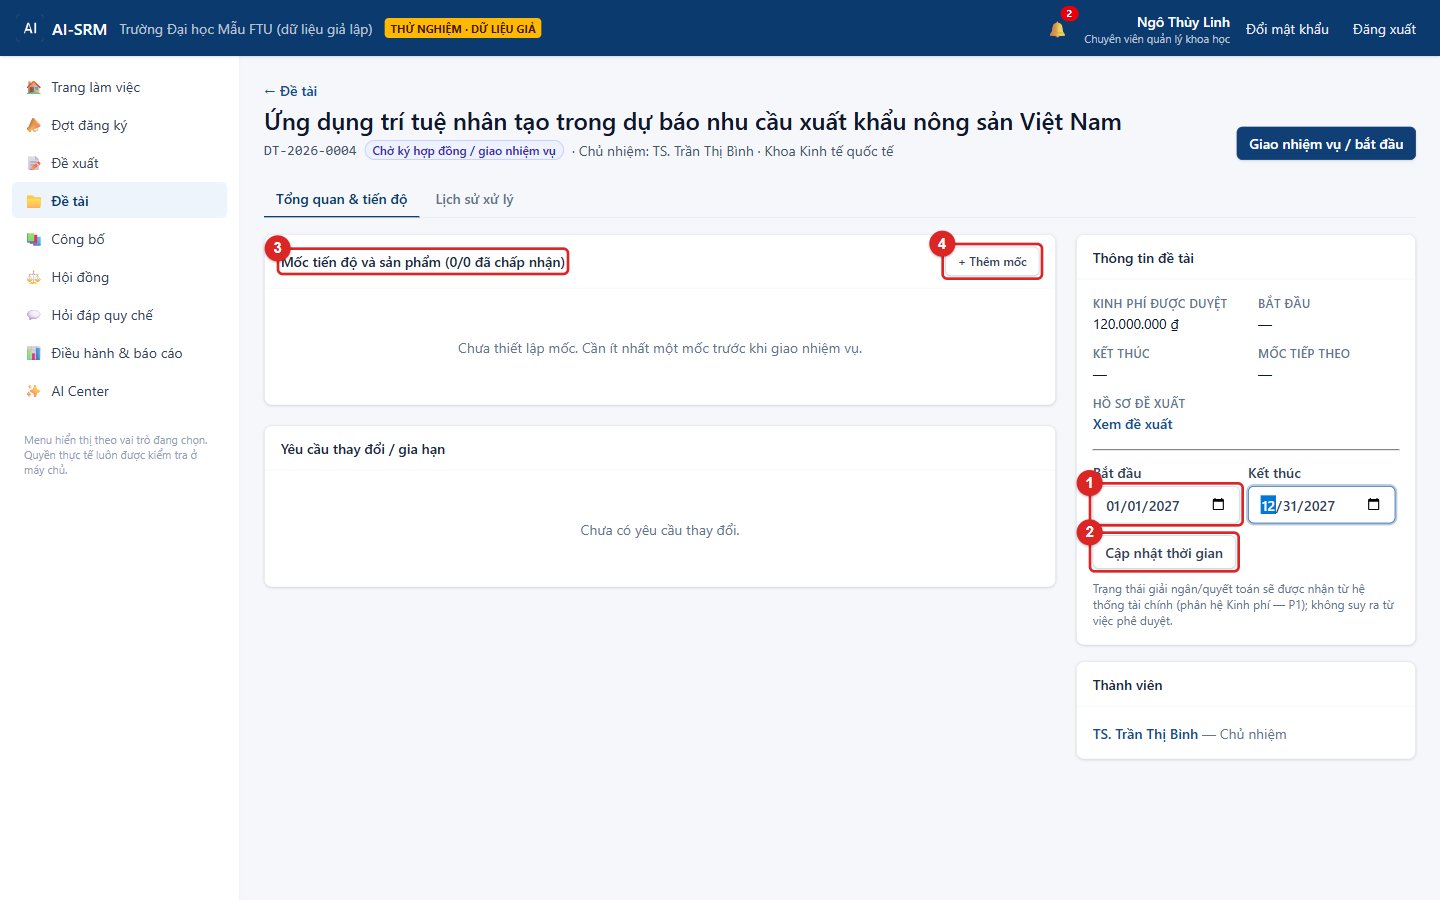 AI AI-SRM Trường Đại học Mẫu FTU (dữ liệu giả lập) THỬ NGHIỆM · DỮ LIỆU GIẢ
2
Ngô Thùy Linh
Chuyên viên quản lý khoa học
Đổi mật khẩu
Đăng xuất
Trang làm việc
Đợt đăng ký
Đề xuất
Đề tài
Công bố
Hội đồng
Hỏi đáp quy chế
Điều hành & báo cáo
AI Center
Menu hiển thị theo vai trò đang chọn.
Quyền thực tế luôn được kiểm tra ở
máy chủ.
← Đề tài
Ứng dụng trí tuệ nhân tạo trong dự báo nhu cầu xuất khẩu nông sản Việt Nam
DT-2026-0004 Chờ ký hợp đồng / giao nhiệm vụ · Chủ nhiệm: TS. Trần Thị Bình · Khoa Kinh tế quốc tế
Giao nhiệm vụ / bắt đầu
Tổng quan & tiến độ
Lịch sử xử lý
3
Mốc tiến độ và sản phẩm (0/0 đã chấp nhận)
4
+ Thêm mốc
Chưa thiết lập mốc. Cần ít nhất một mốc trước khi giao nhiệm vụ.
Yêu cầu thay đổi / gia hạn
Chưa có yêu cầu thay đổi.
Thông tin đề tài
KINH PHÍ ĐƯỢC DUYỆT BẮT ĐẦU
120.000.000 ₫ —
KẾT THÚC MỐC TIẾP THEO
— —
HỒ SƠ ĐỀ XUẤT
Xem đề xuất
Bắt đầu Kết thúc
1
01/01/2027 12/31/2027
2
Cập nhật thời gian
Trạng thái giải ngân/quyết toán sẽ được nhận từ hệ
thống tài chính (phân hệ Kinh phí — P1); không suy ra từ
việc phê duyệt.
Thành viên
TS. Trần Thị Bình — Chủ nhiệm